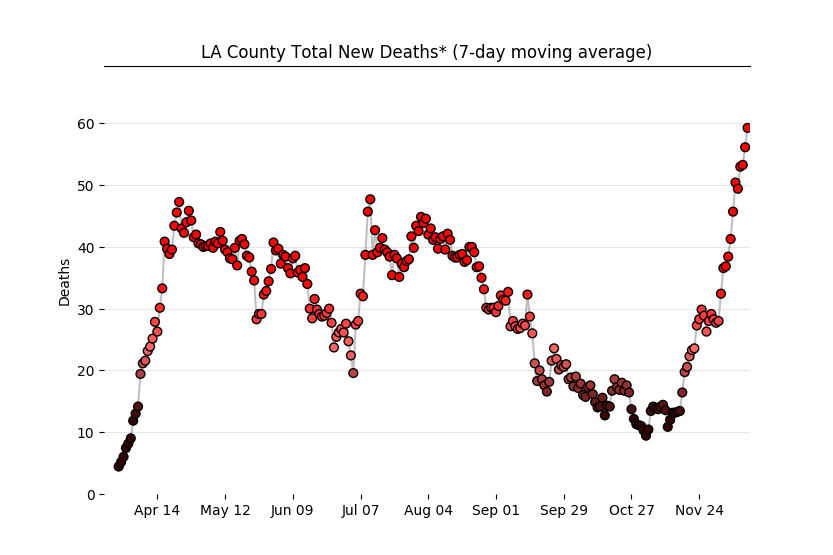 LA County Total New Deaths* (7-day moving average)
60
50
40
30
20
10
0
Deaths
Apr 14 May 12 Jun 09 Jul 07 Aug 04 Sep 01 Sep 29 Oct 27 Nov 24